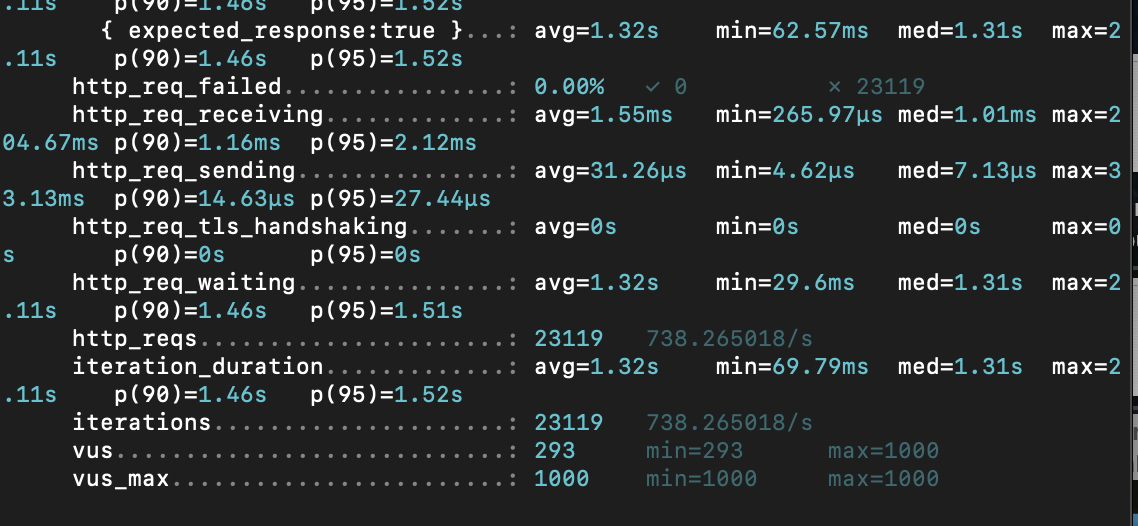 .11s     p(90)=1.46s   p(95)=1.52s
       { expected_response:true }...: avg=1.32s    min=62.57ms  med=1.31s  max=2
.11s     p(90)=1.46s   p(95)=1.52s
     http_req_failed................: 0.00%   ✓ 0          ✗ 23119
     http_req_receiving.............: avg=1.55ms   min=265.97µs med=1.01ms max=2
04.67ms p(90)=1.16ms  p(95)=2.12ms
     http_req_sending...............: avg=31.26µs  min=4.62µs   med=7.13µs max=3
3.13ms  p(90)=14.63µs p(95)=27.44µs
     http_req_tls_handshaking.......: avg=0s       min=0s       med=0s     max=0
s       p(90)=0s      p(95)=0s
     http_req_waiting...............: avg=1.32s    min=29.6ms   med=1.31s  max=2
.11s    p(90)=1.46s   p(95)=1.51s
     http_reqs......................: 23119   738.265018/s
     iteration_duration.............: avg=1.32s    min=69.79ms  med=1.31s  max=2
.11s    p(90)=1.46s   p(95)=1.52s
     iterations.....................: 23119   738.265018/s
     vus............................: 293     min=293      max=1000
     vus_max........................: 1000    min=1000     max=1000